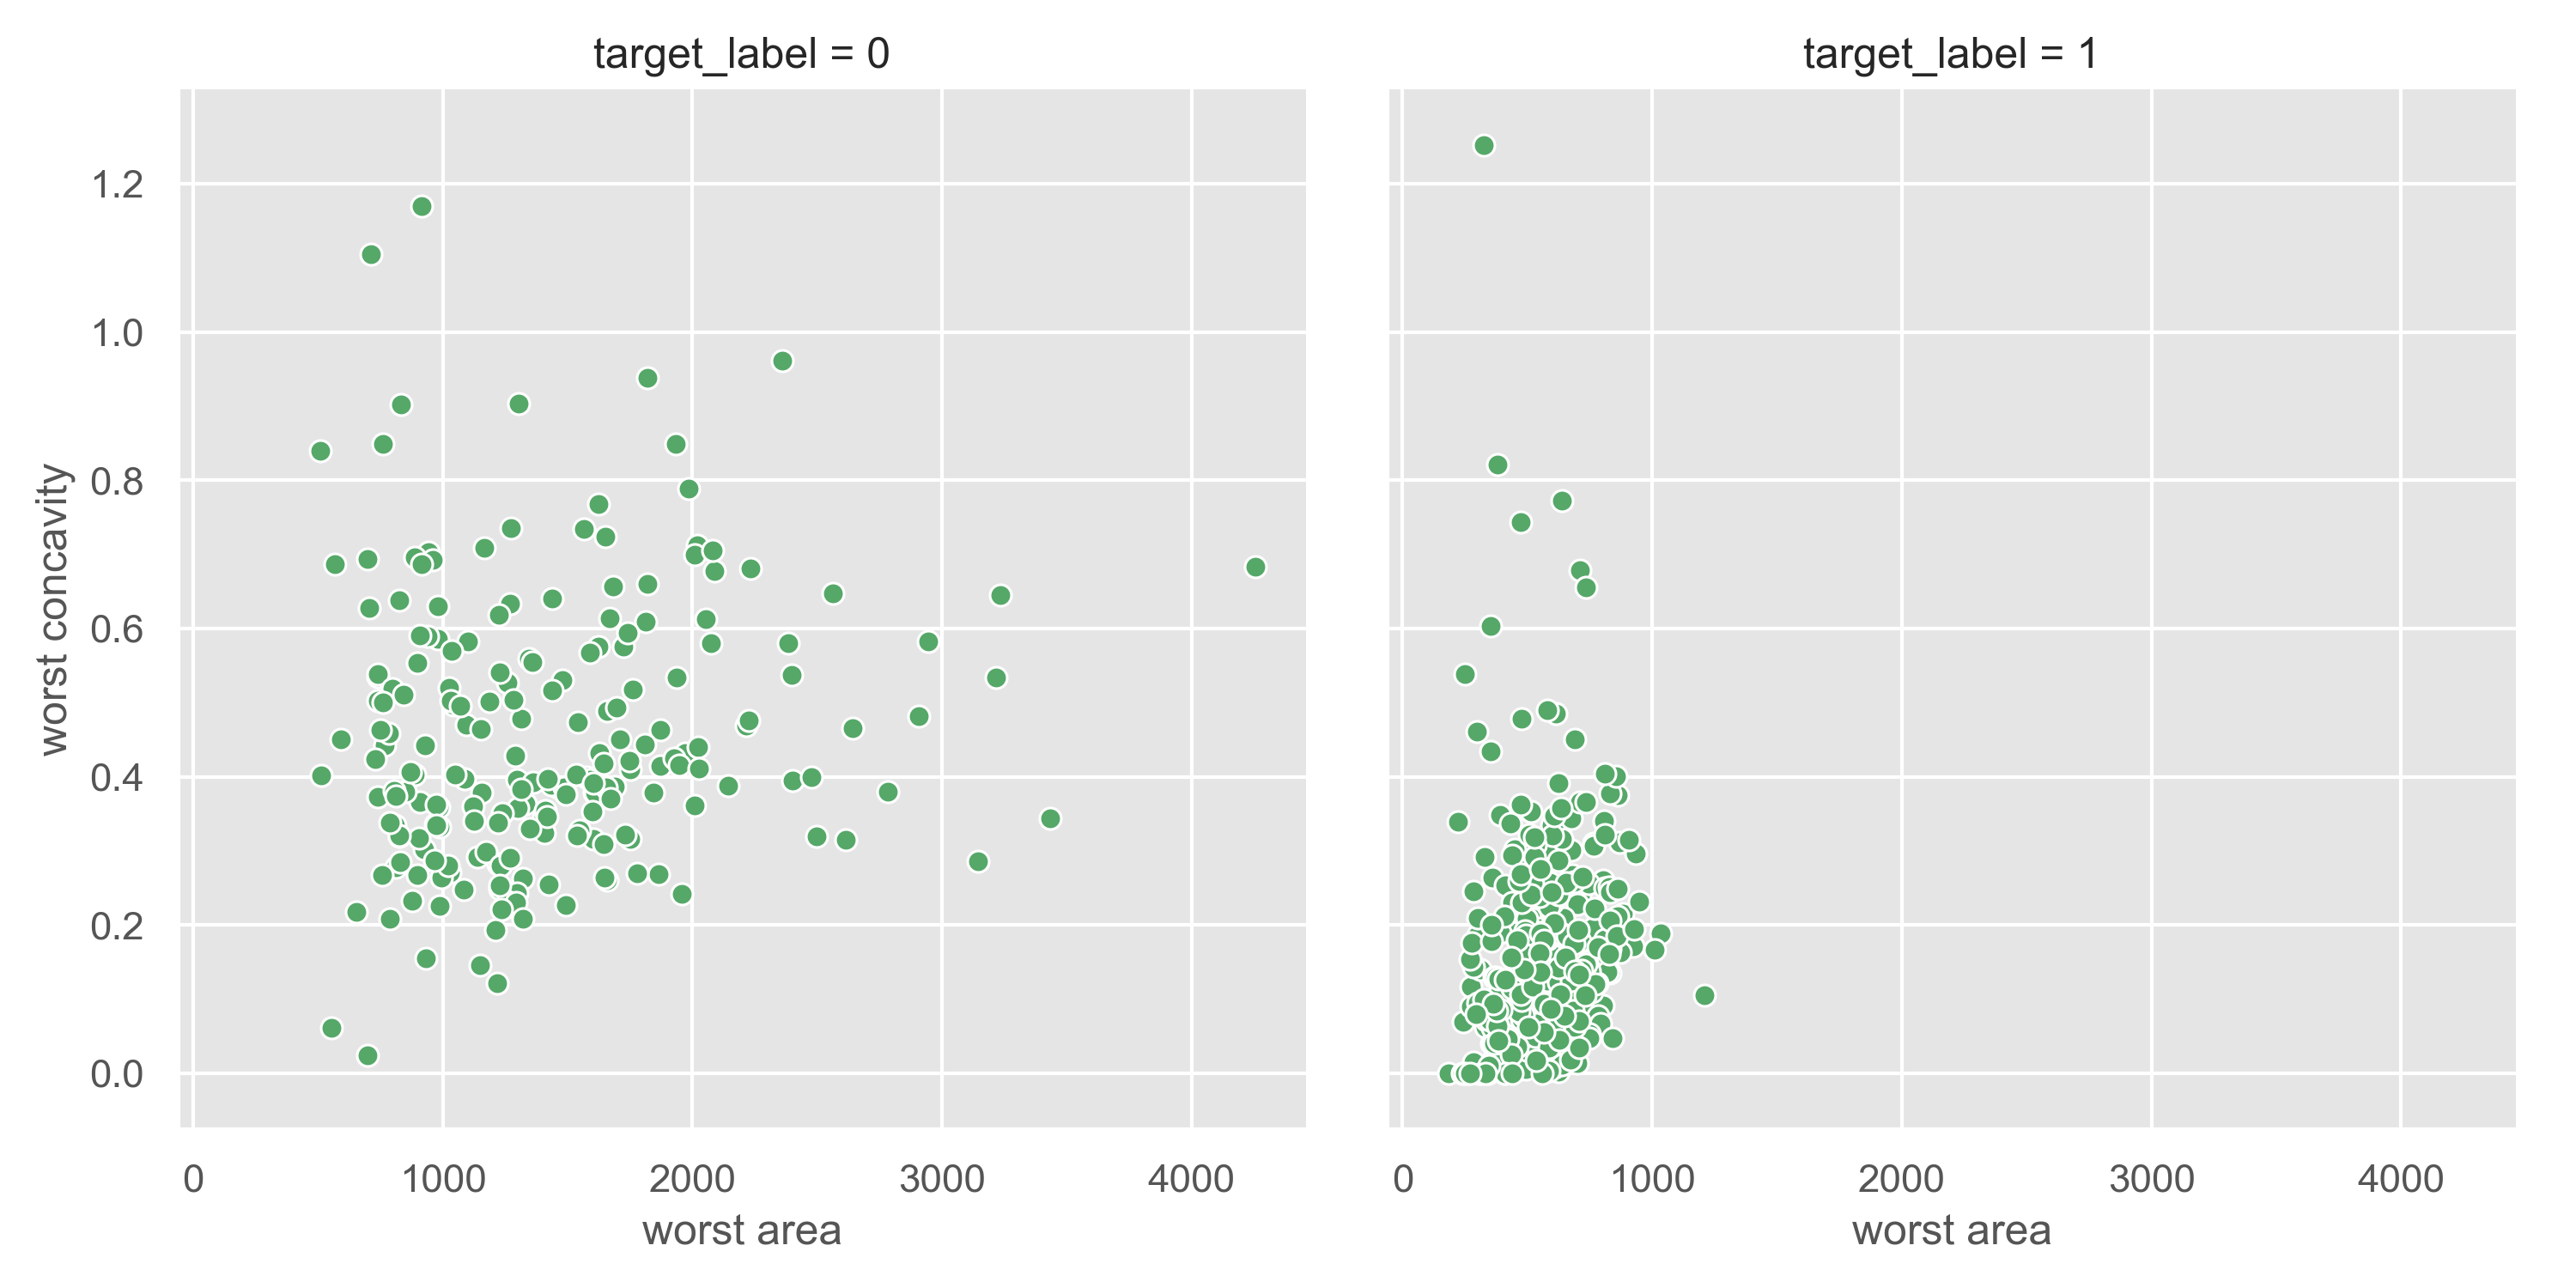 target_label = 0
target_label = 1
worst concavity
1.2
1.0
0.8
0.6
0.4
0.2
0.0
0 1000 2000 3000 4000
0 1000 2000 3000 4000
worst area
worst area